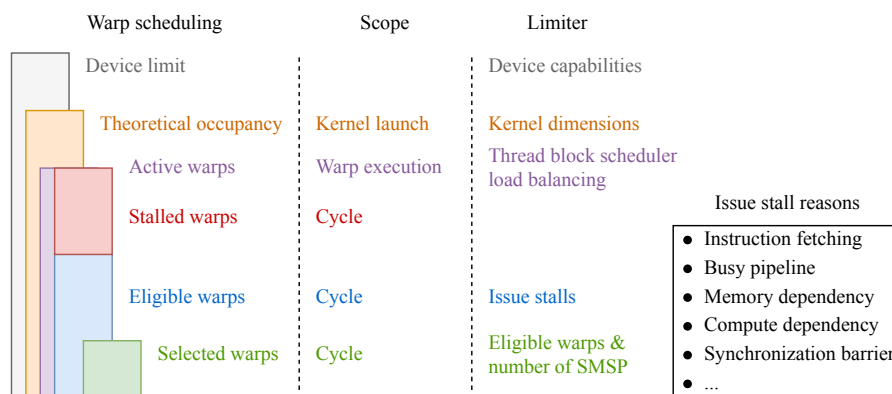 Warp scheduling Scope Limiter
Device limit Device capabilities
Theoretical occupancy Kernel launch Kernel dimensions
Active warps Warp execution Thread block scheduler
load balancing
Stalled warps Cycle
Issue stall reasons
● Instruction fetching
● Busy pipeline
Eligible warps Cycle Issue stalls
● Memory dependency
● Compute dependency
Selected warps Cycle Eligible warps &
number of SMSP
● Synchronization barrier
● ...